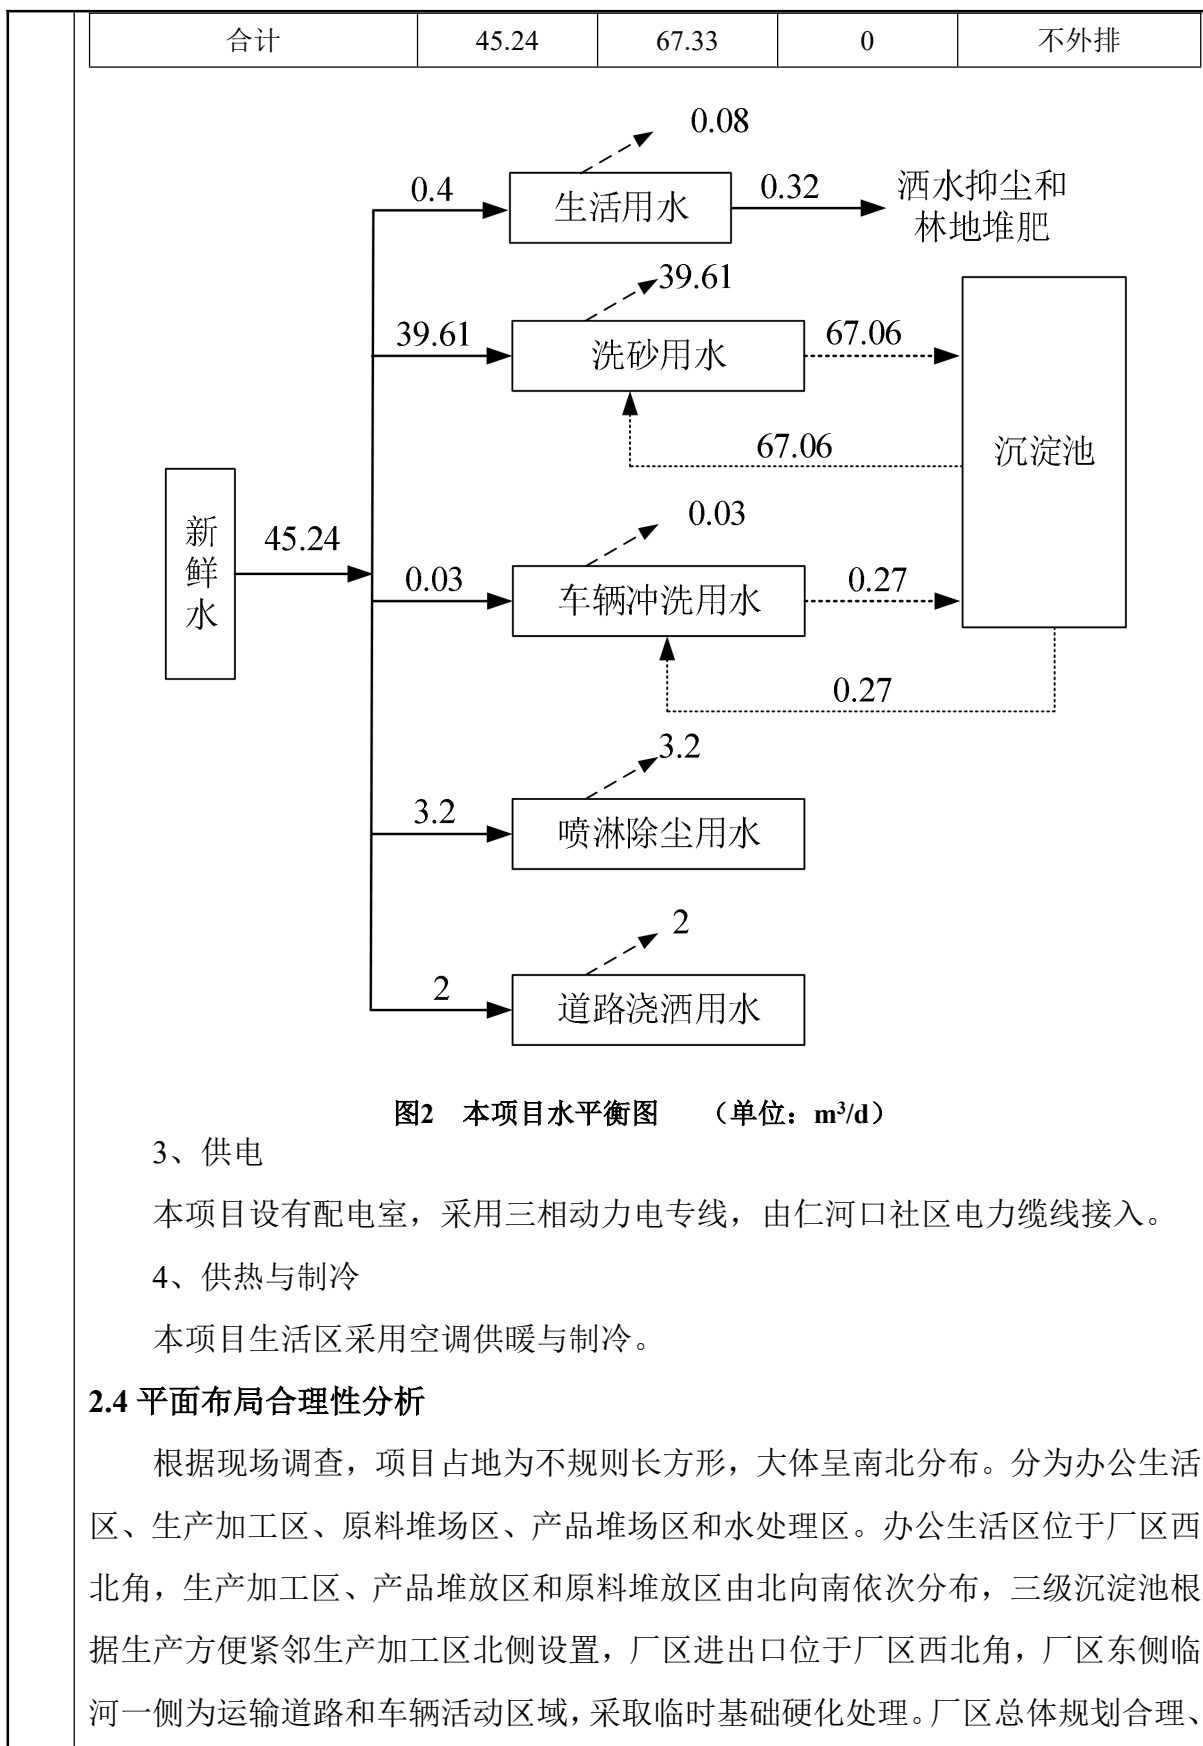 合计 45.24 67.33 0 不外排
0.08
0.4 生活用水 0.32 洒水抑尘和
林地堆肥
39.61
39.61 洗砂用水 67.06
67.06 沉淀池
新鲜水 45.24
0.03
0.03 车辆冲洗用水 0.27
0.27
3.2
3.2 喷淋除尘用水
2
2 道路浇洒用水
图2 本项目水平衡图 （单位：m³/d）
3、供电
本项目设有配电室，采用三相动力电专线，由仁河口社区电力缆线接入。
4、供热与制冷
本项目生活区采用空调供暖与制冷。
2.4 平面布局合理性分析
根据现场调查，项目占地为不规则长方形，大体呈南北分布。分为办公生活
区、生产加工区、原料堆场区、产品堆场区和水处理区。办公生活区位于厂区西
北角，生产加工区、产品堆放区和原料堆放区由北向南依次分布，三级沉淀池根
据生产方便紧邻生产加工区北侧设置，厂区进出口位于厂区西北角，厂区东侧临
河一侧为运输道路和车辆活动区域，采取临时基础硬化处理。厂区总体规划合理、